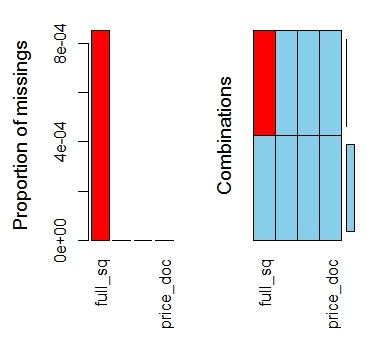 Proportion of missings
8e-04
4e-04
0e+00
full_sq
price_doc
Combinations
full_sq
price_doc